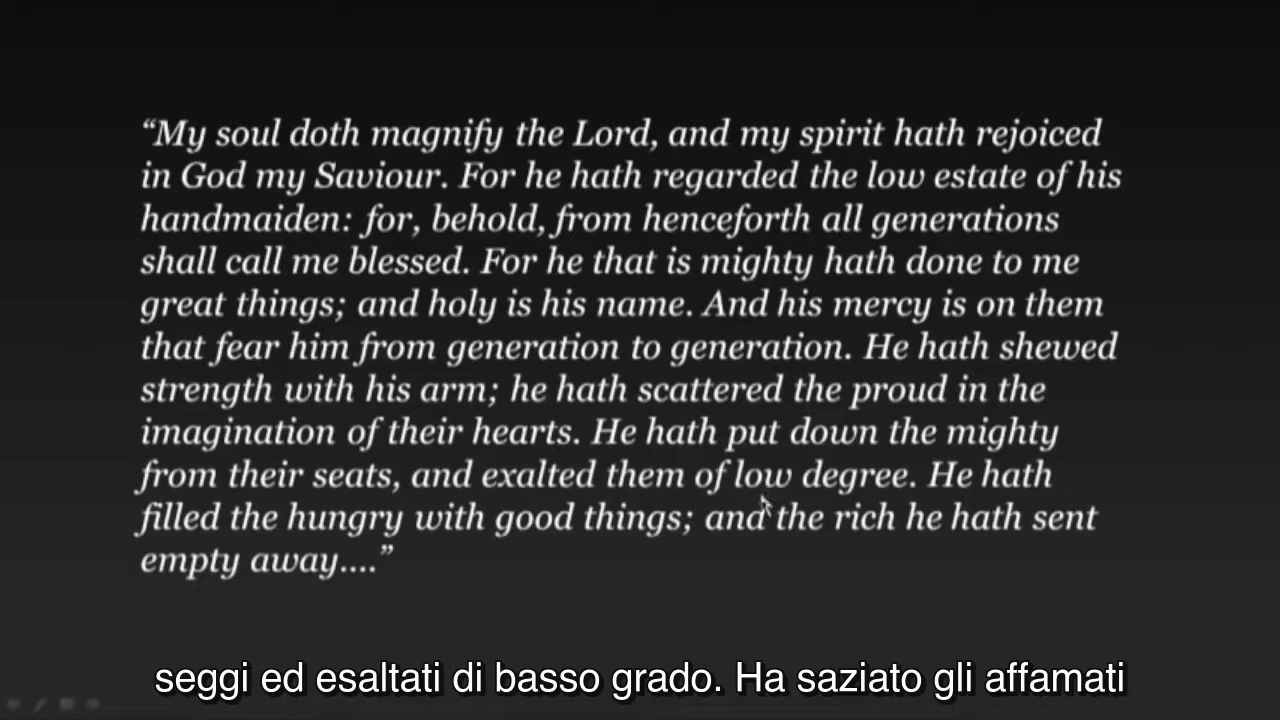 “My soul doth magnify the Lord, and my spirit hath rejoiced
in God my Saviour. For he hath regarded the low estate of his
handmaiden: for, behold, from henceforth all generations
shall call me blessed. For he that is mighty hath done to me
great things; and holy is his name. And his mercy is on them
that fear him from generation to generation. He hath shewed
strength with his arm; he hath scattered the proud in the
imagination of their hearts. He hath put down the mighty
from their seats, and exalted them of low degree. He hath
filled the hungry with good things; and the rich he hath sent
empty away....”
seggi ed esaltati di basso grado. Ha saziato gli affamati